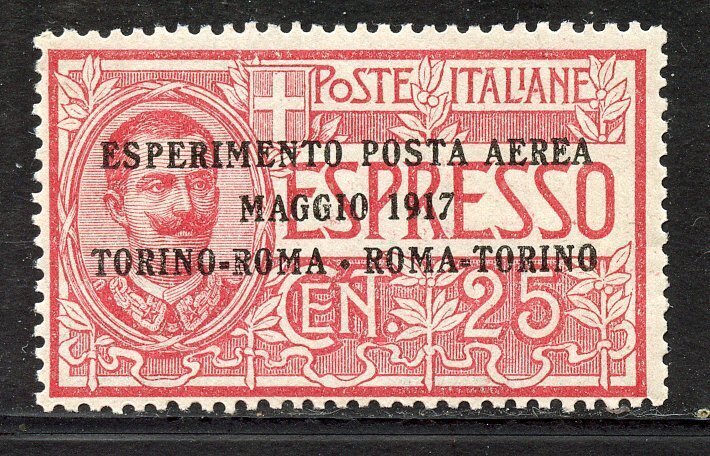 POSTE ITALIANE
ESPERIMENTO POSTA AEREA
ESPRESSO
MAGGIO 1917
TORINO-ROMA • ROMA-TORINO
CEN. 25